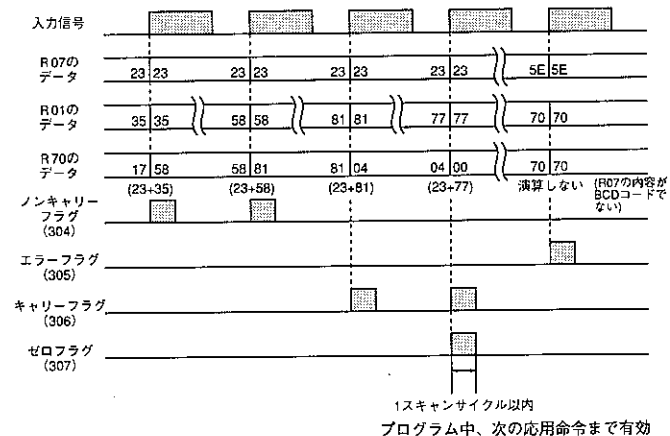 入力信号
R07の
データ
23 23 23 23 23 23 23 23 5E 5E
R01の
データ
35 35 58 58 81 81 77 77 70 70
R70の
データ
17 58 58 81 81 04 04 00 70 70
(23+35) (23+58) (23+81) (23+77) 演算しない (R07の内容が
BCDコードで
ない)
ノンキャリー
フラグ
(304)
エラーフラグ
(305)
キャリーフラグ
(306)
ゼロフラグ
(307)
1スキャンサイクル以内
プログラム中、次の応用命令まで有効